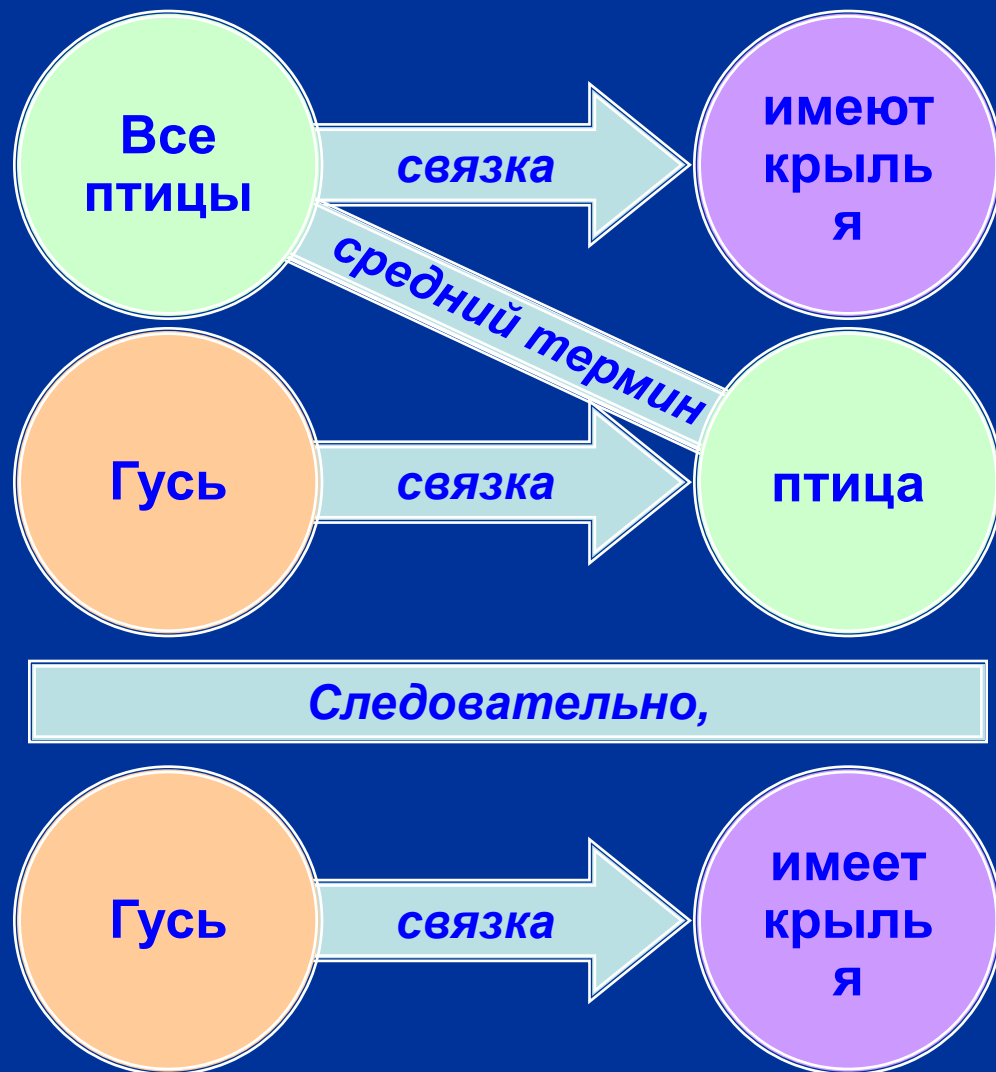 Все
птицы
связка
имеют
крыль
я
средний термин
Гусь
связка
птица
Следовательно,
Гусь
связка
имеет
крыль
я